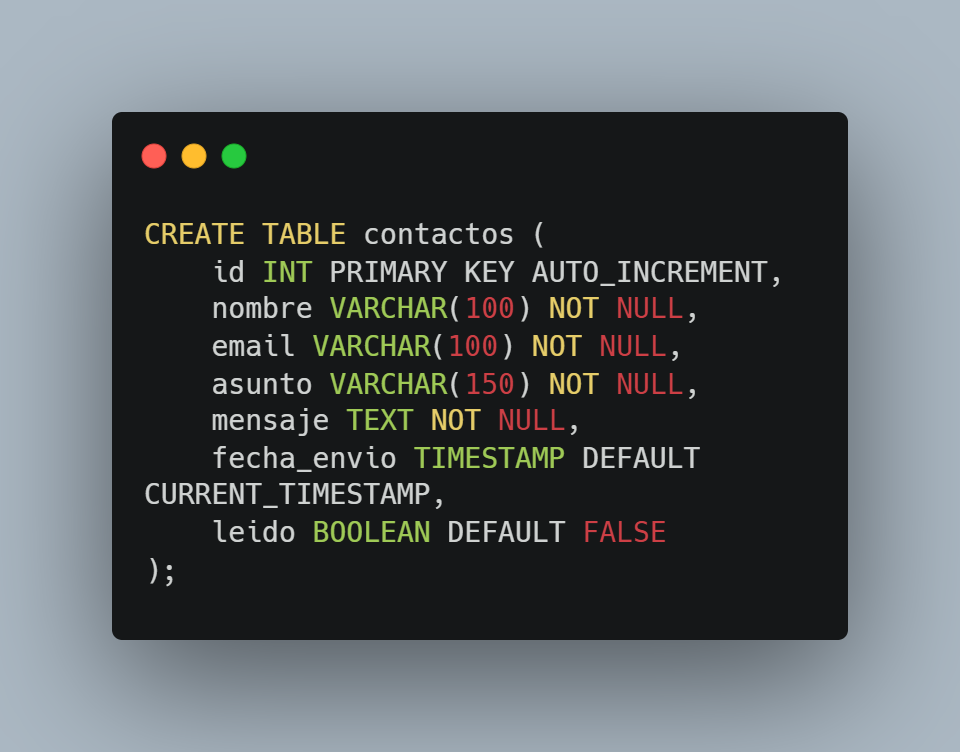 CREATE TABLE contactos (
    id INT PRIMARY KEY AUTO_INCREMENT,
    nombre VARCHAR(100) NOT NULL,
    email VARCHAR(100) NOT NULL,
    asunto VARCHAR(150) NOT NULL,
    mensaje TEXT NOT NULL,
    fecha_envio TIMESTAMP DEFAULT
CURRENT_TIMESTAMP,
    leido BOOLEAN DEFAULT FALSE
);